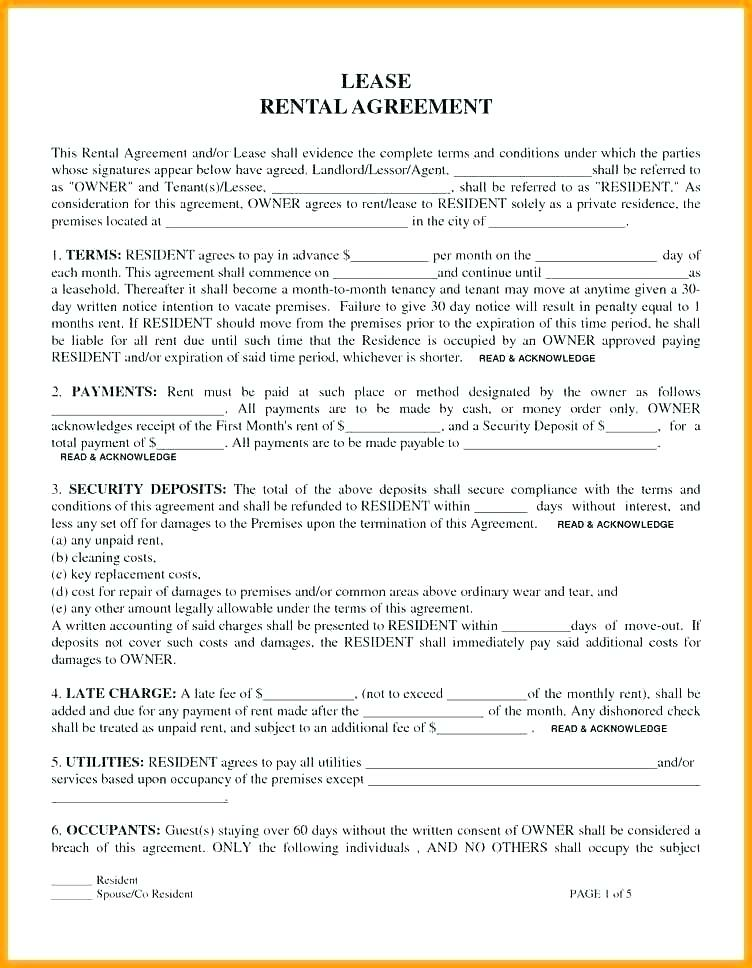 LEASE
RENTAL AGREEMENT
This Rental Agreement and/or Lease shall evidence the complete terms and conditions under which the parties
whose signatures appear below have agreed. Landlord/Lessor/Agent, ____________________shall be referred to
as "OWNER" and Tenant(s)/Lessee, __________________________, shall be referred to as "RESIDENT." As
consideration for this agreement, OWNER agrees to rent/lease to RESIDENT solely as a private residence, the
premises located at ___________________________________ in the city of ____________________.
1. TERMS: RESIDENT agrees to pay in advance $___________ per month on the _________________ day of
each month. This agreement shall commence on _______________and continue until ____________________as
a leasehold. Thereafter it shall become a month-to-month tenancy and tenant may move at anytime given a 30-
day written notice intention to vacate premises. Failure to give 30 day notice will result in penalty equal to 1
months rent. If RESIDENT should move from the premises prior to the expiration of this time period, he shall
be liable for all rent due until such time that the Residence is occupied by an OWNER approved paying
RESIDENT and/or expiration of said time period, whichever is shorter. READ & ACKNOWLEDGE
2. PAYMENTS: Rent must be paid at such place or method designated by the owner as follows
_________________________. All payments are to be made by cash, or money order only. OWNER
acknowledges receipt of the First Month's rent of $______________, and a Security Deposit of $_______, for a
total payment of $__________. All payments are to be made payable to ____________________________.
READ & ACKNOWLEDGE
3. SECURITY DEPOSITS: The total of the above deposits shall secure compliance with the terms and
conditions of this agreement and shall be refunded to RESIDENT within ________ days without interest, and
less any set off for damages to the Premises upon the termination of this Agreement. READ & ACKNOWLEDGE
(a) any unpaid rent,
(b) cleaning costs,
(c) key replacement costs,
(d) cost for repair of damages to premises and/or common areas above ordinary wear and tear, and
(e) any other amount legally allowable under the terms of this agreement.
A written accounting of said charges shall be presented to RESIDENT within __________days of move-out. If
deposits not cover such costs and damages, the RESIDENT shall immediately pay said additional costs for
damages to OWNER.
4. LATE CHARGE: A late fee of $_____________, (not to exceed ___________of the monthly rent), shall be
added and due for any payment of rent made after the _________________ of the month. Any dishonored check
shall be treated as unpaid rent, and subject to an additional fee of $_____________ . READ & ACKNOWLEDGE
5. UTILITIES: RESIDENT agrees to pay all utilities __________________________________________and/or
services based upon occupancy of the premises except ________________________________________________
_________________________.
6. OCCUPANTS: Guest(s) staying over 60 days without the written consent of OWNER shall be considered a
breach of this agreement. ONLY the following individuals , AND NO OTHERS shall occupy the subject
_______ Resident
_______ Spouse/Co Resident PAGE 1 of 5